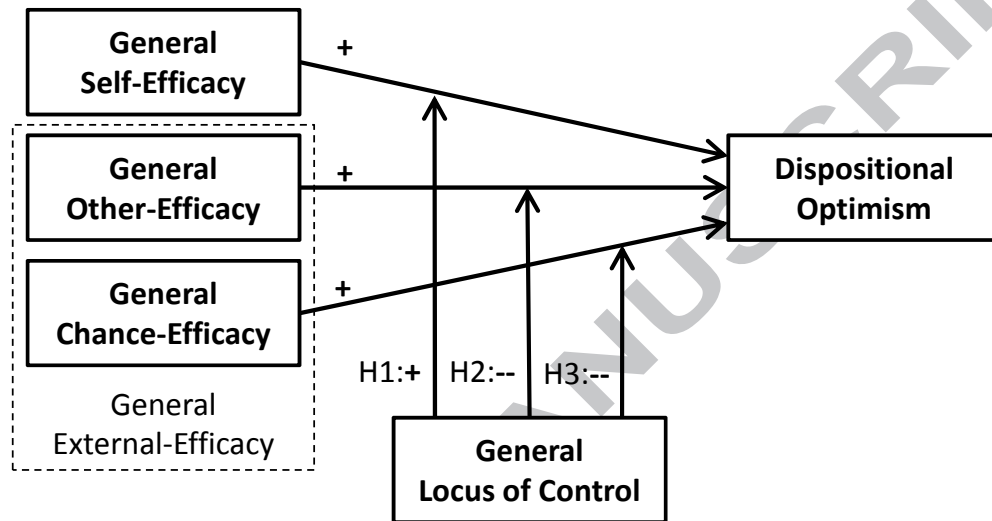 General
Self-Efficacy
+
General
Other-Efficacy
+
General
Chance-Efficacy
+
General
External-Efficacy
Dispositional
Optimism
H1:+ H2:-- H3:--
General
Locus of Control
ANUSCRI